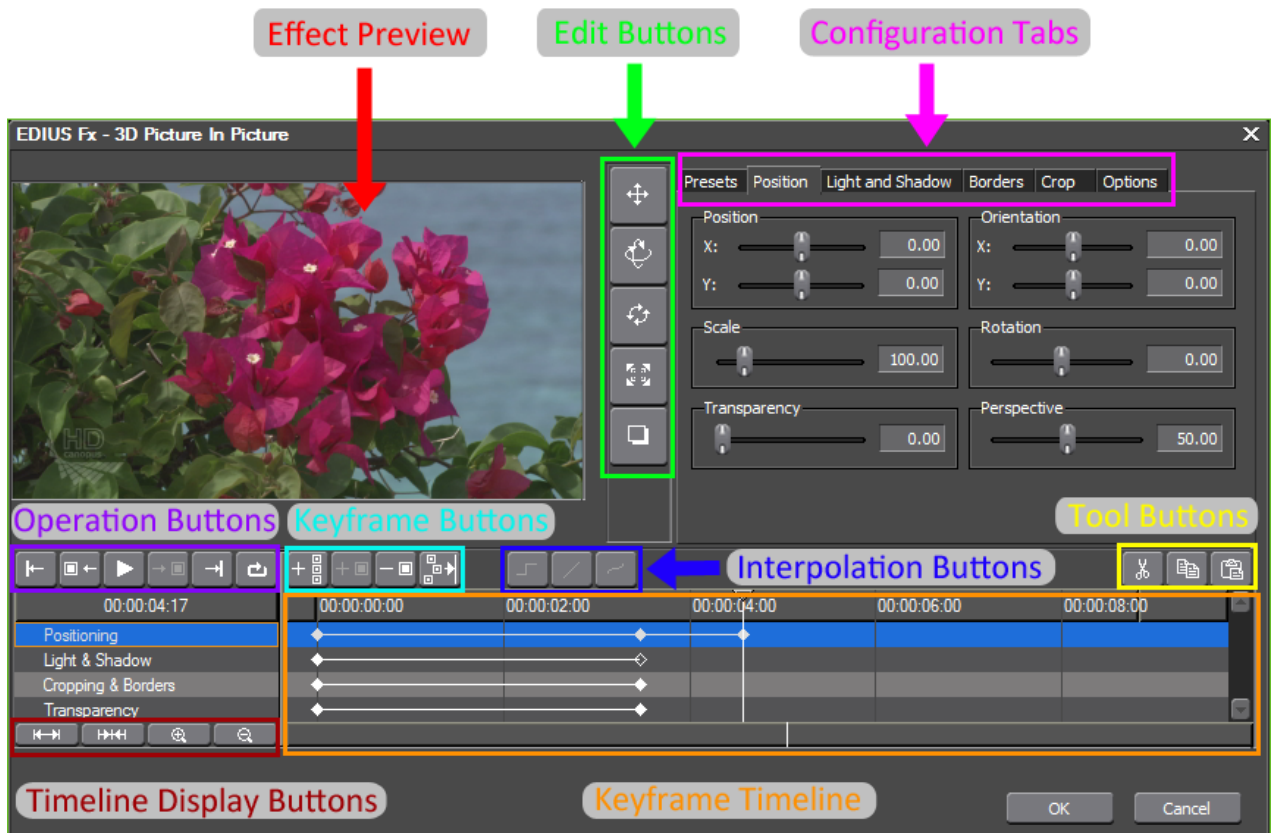 Effect Preview
Edit Buttons
Configuration Tabs
EDIUS Fx - 3D Picture In Picture
Presets Position Light and Shadow Borders Crop Options
Position
X: 0.00
Y: 0.00
Orientation
X: 0.00
Y: 0.00
Scale
100.00
Rotation
0.00
Transparency
0.00
Perspective
50.00
HD
canopus
Operation Buttons
Keyframe Buttons
Tool Buttons
Interpolation Buttons
00:00:04:17
00:00:00:00 00:00:02:00 00:00:04:00 00:00:06:00 00:00:08:00
Positioning
Light & Shadow
Cropping & Borders
Transparency
Timeline Display Buttons
Keyframe Timeline
OK
Cancel